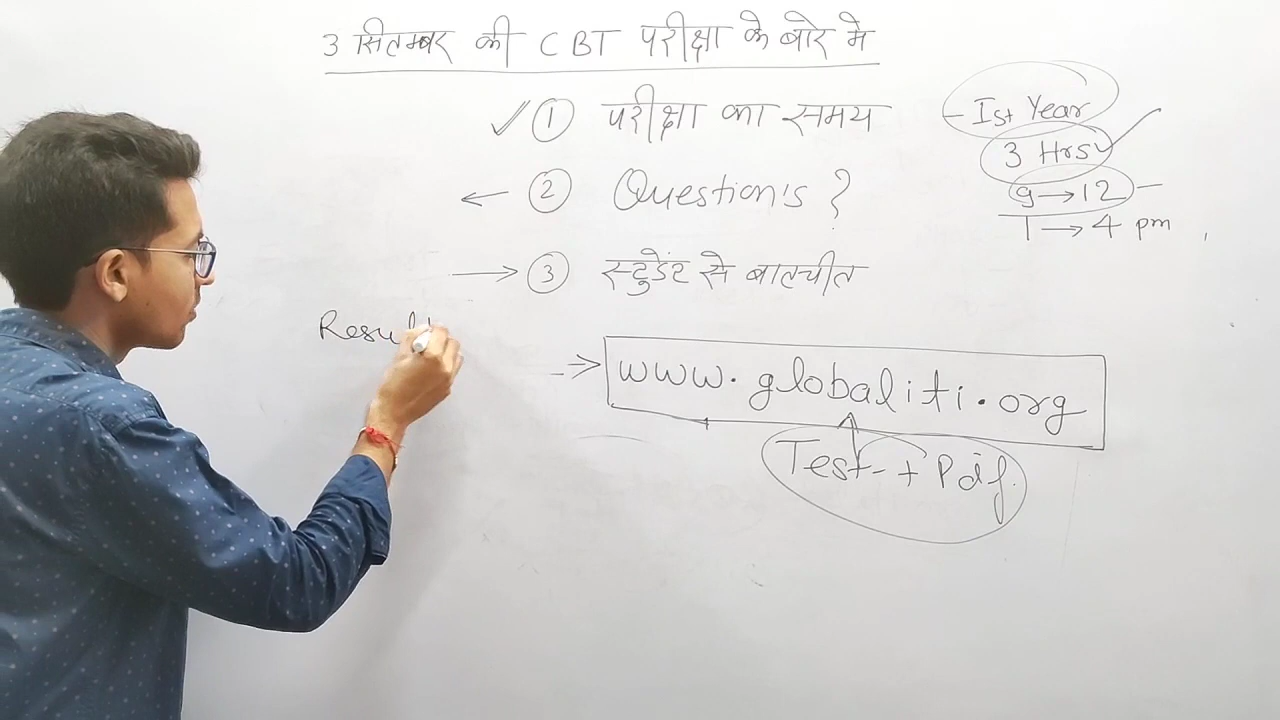 3 सितम्बर की CBT परीक्षा के बारे मे
① परीक्षा का समय
② Question's ?
③ स्टुडेंट से बातचीत
- Ist Year
3 Hrs
9 → 12
1 → 4 pm
Result
www.globaliti.org
Test + Pdf